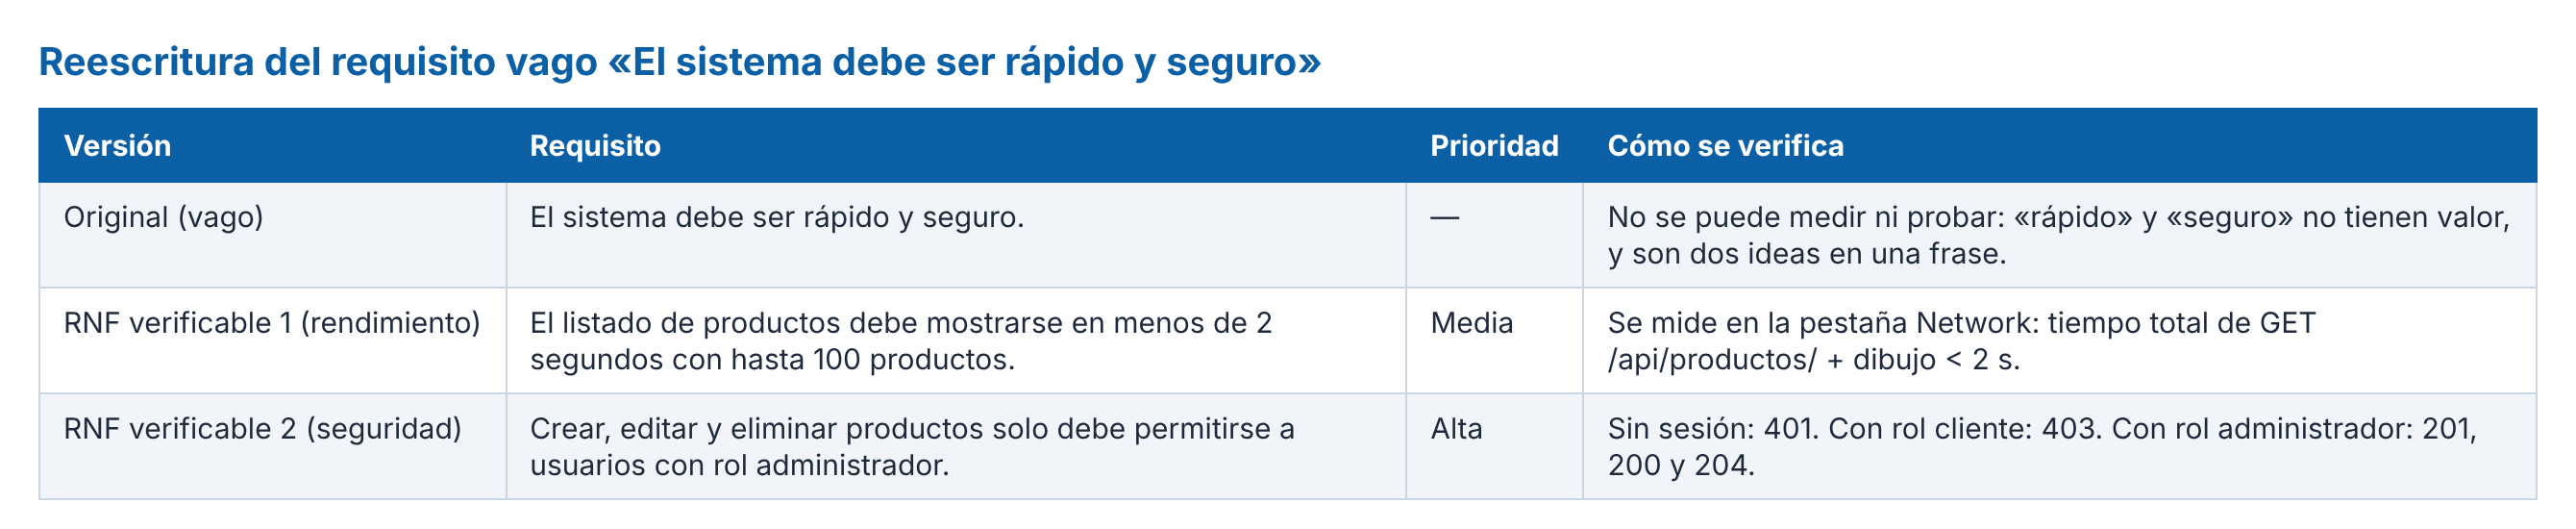 Reescritura del requisito vago «El sistema debe ser rápido y seguro»
Versión
Requisito
Prioridad
Cómo se verifica
Original (vago)
El sistema debe ser rápido y seguro.
—
No se puede medir ni probar: «rápido» y «seguro» no tienen valor,
y son dos ideas en una frase.
RNF verificable 1 (rendimiento)
El listado de productos debe mostrarse en menos de 2
segundos con hasta 100 productos.
Media
Se mide en la pestaña Network: tiempo total de GET
/api/productos/ + dibujo < 2 s.
RNF verificable 2 (seguridad)
Crear, editar y eliminar productos solo debe permitirse a
usuarios con rol administrador.
Alta
Sin sesión: 401. Con rol cliente: 403. Con rol administrador: 201,
200 y 204.